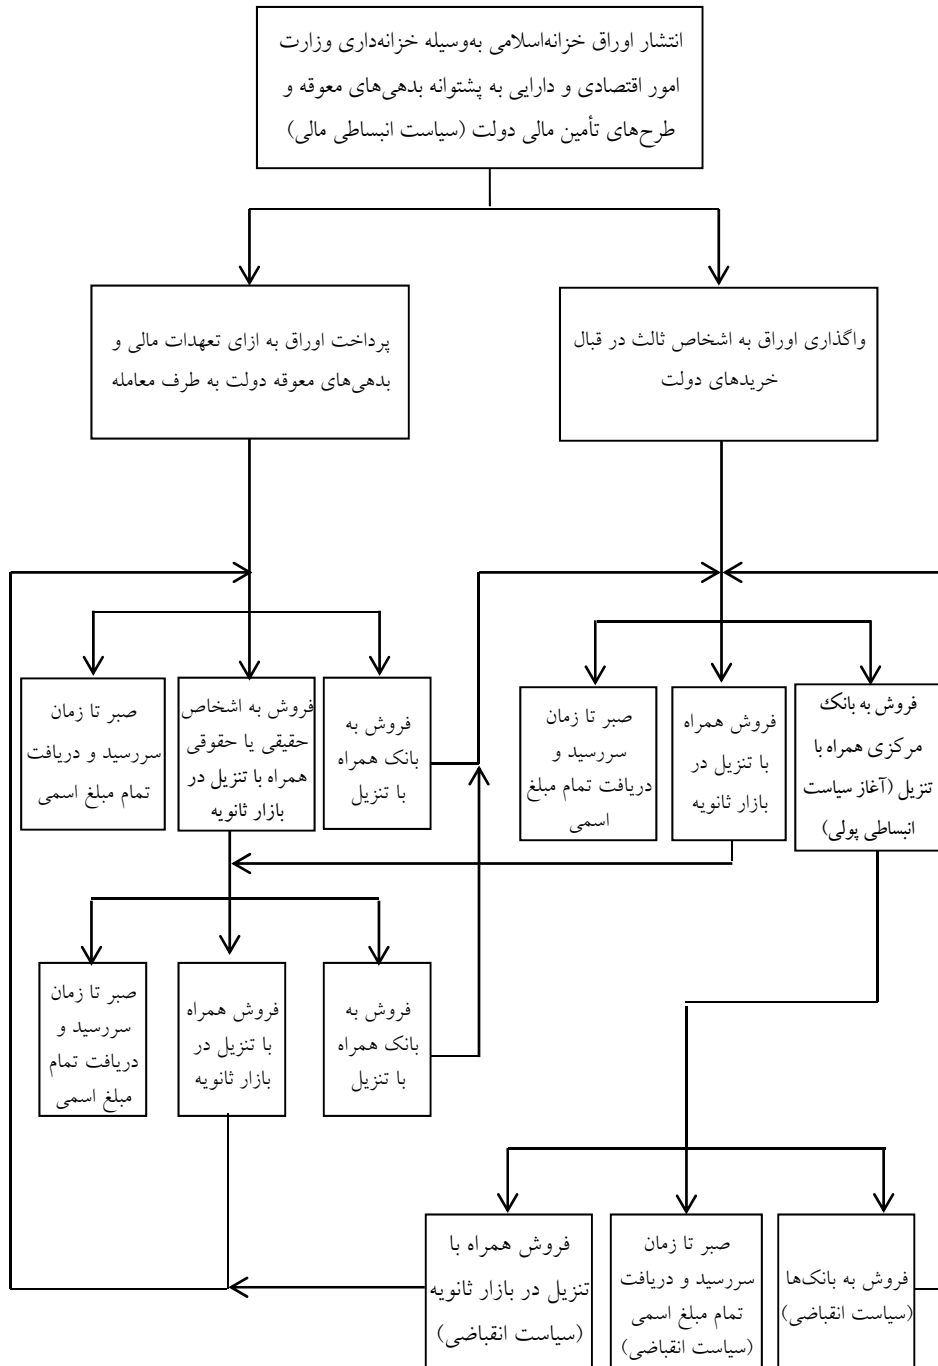 انتشار اوراق خزانه‌اسلامی به‌وسیله خزانه‌داری وزارت
امور اقتصادی و دارایی به پشتوانه بدهی‌های معوقه و
طرح‌های تأمین مالی دولت (سیاست انبساطی مالی)
واگذاری اوراق به اشخاص ثالث در قبال
خریدهای دولت
پرداخت اوراق به ازای تعهدات مالی و
بدهی‌های معوقه دولت به طرف معامله
فروش به بانک
مرکزی همراه با
تنزیل (آغاز سیاست
انبساطی پولی)
فروش همراه
با تنزیل در
بازار ثانویه
صبر تا زمان
سررسید و
دریافت تمام مبلغ
اسمی
فروش به
بانک همراه
با تنزیل
فروش به اشخاص
حقیقی یا حقوقی
همراه با تنزیل در
بازار ثانویه
صبر تا زمان
سررسید و دریافت
تمام مبلغ اسمی
فروش به
بانک همراه
با تنزیل
فروش همراه
با تنزیل در
بازار ثانویه
صبر تا زمان
سررسید و
دریافت تمام
مبلغ اسمی
فروش به بانک‌ها
(سیاست انقباضی)
صبر تا زمان
سررسید و دریافت
تمام مبلغ اسمی
(سیاست انقباضی)
فروش همراه با
تنزیل در بازار ثانویه
(سیاست انقباضی)